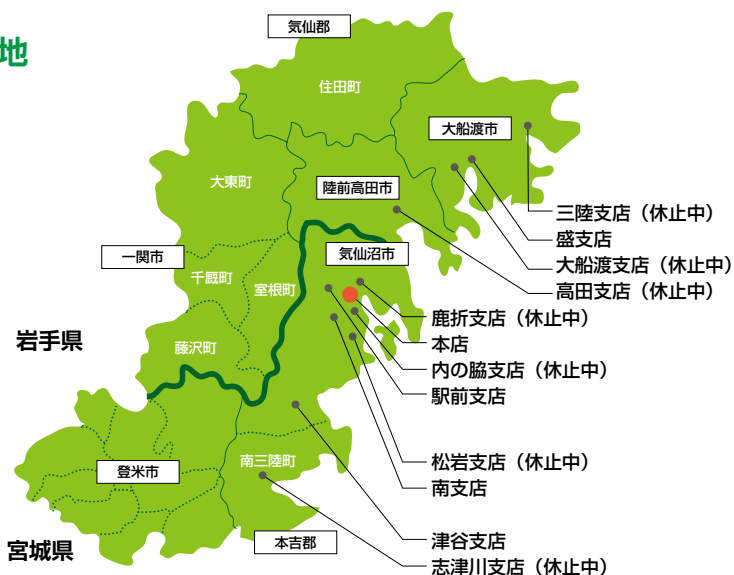 気仙郡
地
住田町
大船渡市
大東町
陸前高田市
三陸支店（休止中）
盛支店
一関市
気仙沼市
大船渡支店（休止中）
千厩町
室根町
高田支店（休止中）
鹿折支店（休止中）
岩手県
本店
藤沢町
内の脇支店（休止中）
駅前支店
登米市
南三陸町
松岩支店（休止中）
南支店
宮城県
本吉郡
津谷支店
志津川支店（休止中）